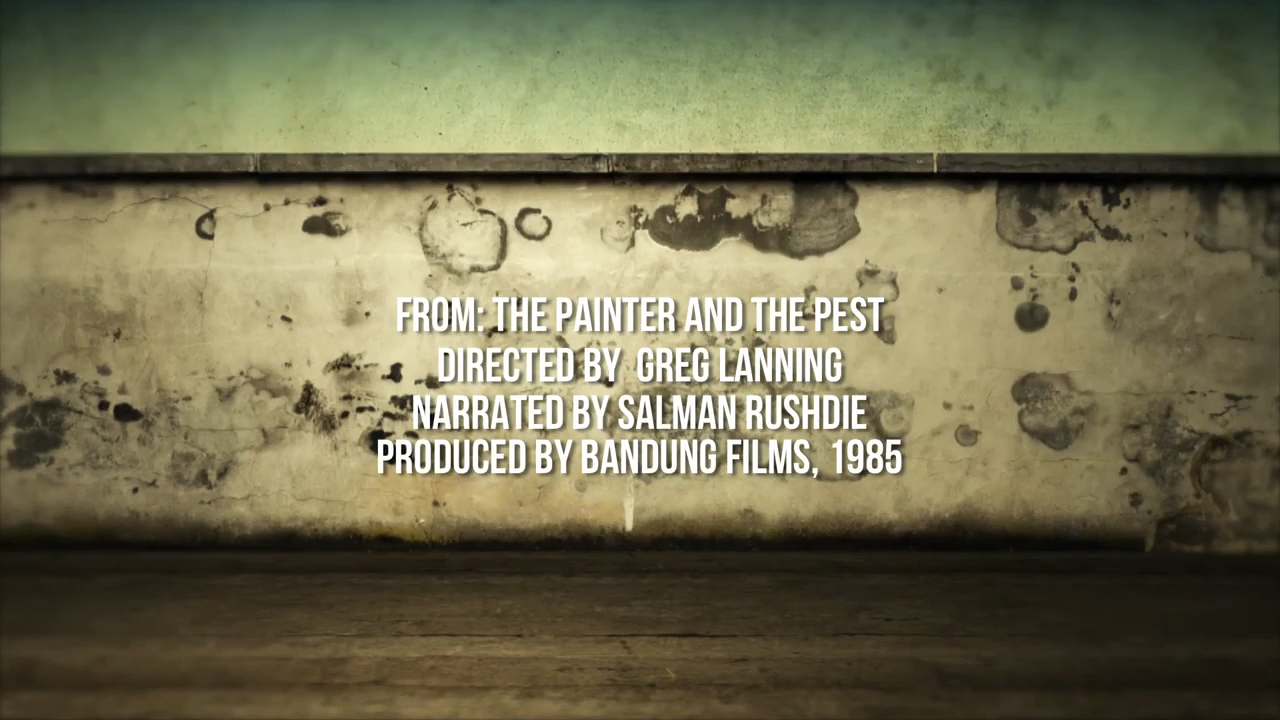 FROM: THE PAINTER AND THE PEST
DIRECTED BY  GREG LANNING
NARRATED BY SALMAN RUSHDIE
PRODUCED BY BANDUNG FILMS, 1985